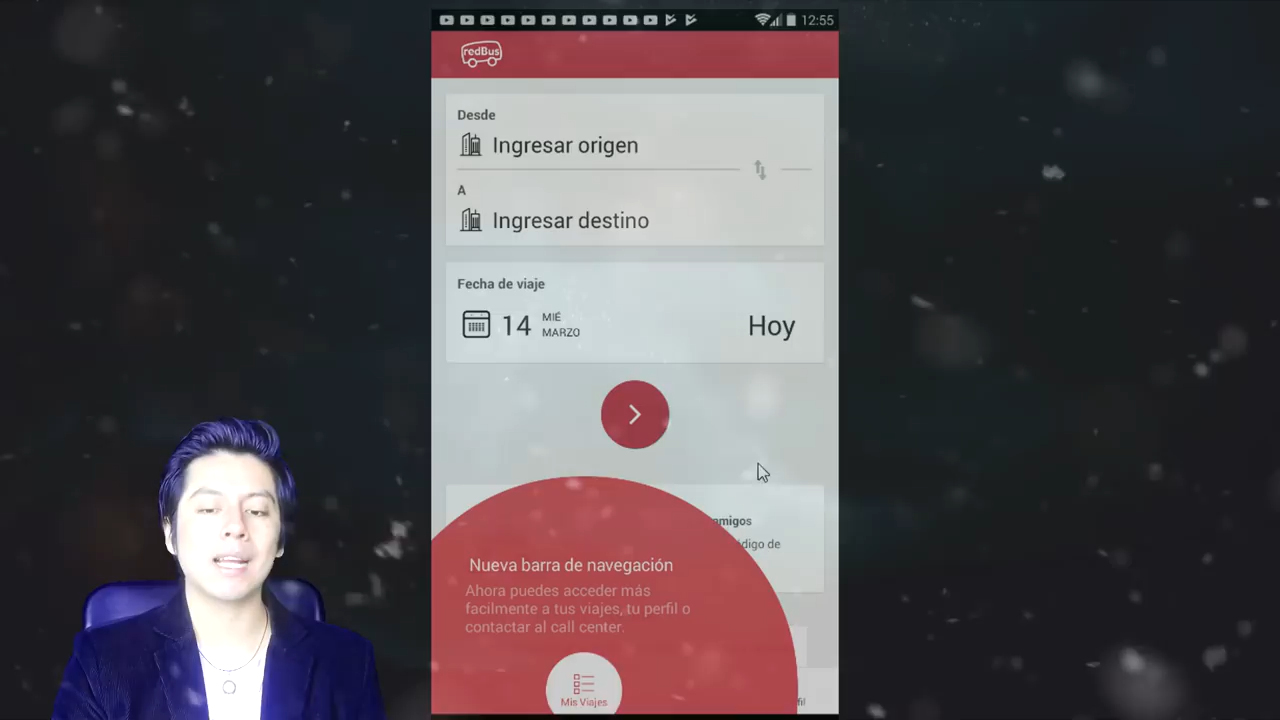 12:55
redBus
Desde
Ingresar origen
A
Ingresar destino
Fecha de viaje
14
MIÉ
MARZO
Hoy
Nueva barra de navegación
Ahora puedes acceder más
facilmente a tus viajes, tu perfil o
contactar al call center.
Mis Viajes